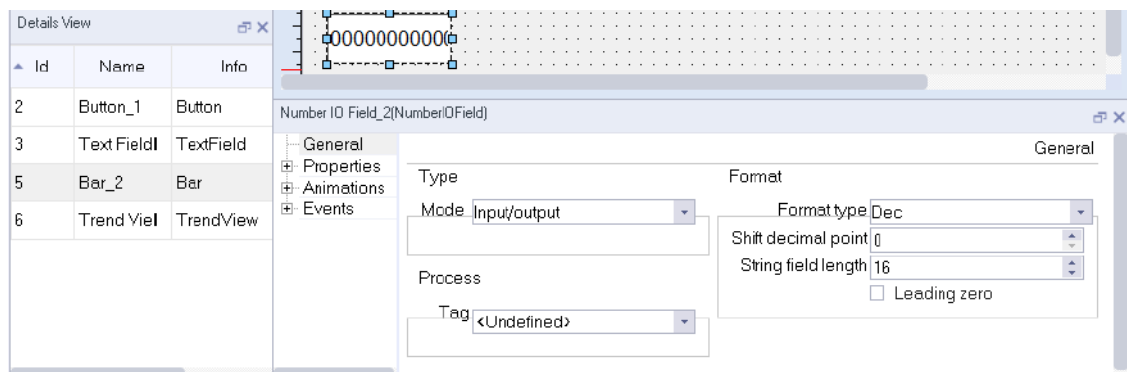 Details View
Id Name Info
2 Button_1 Button
3 Text Fieldl TextField
5 Bar_2 Bar
6 Trend Viel TrendView
00000000000
Number IO Field_2(NumberIOField)
General
Properties
Animations
Events
General
Type
Mode Input/output
Process
Tag <Undefined>
Format
Format type Dec
Shift decimal point 0
String field length 16
Leading zero